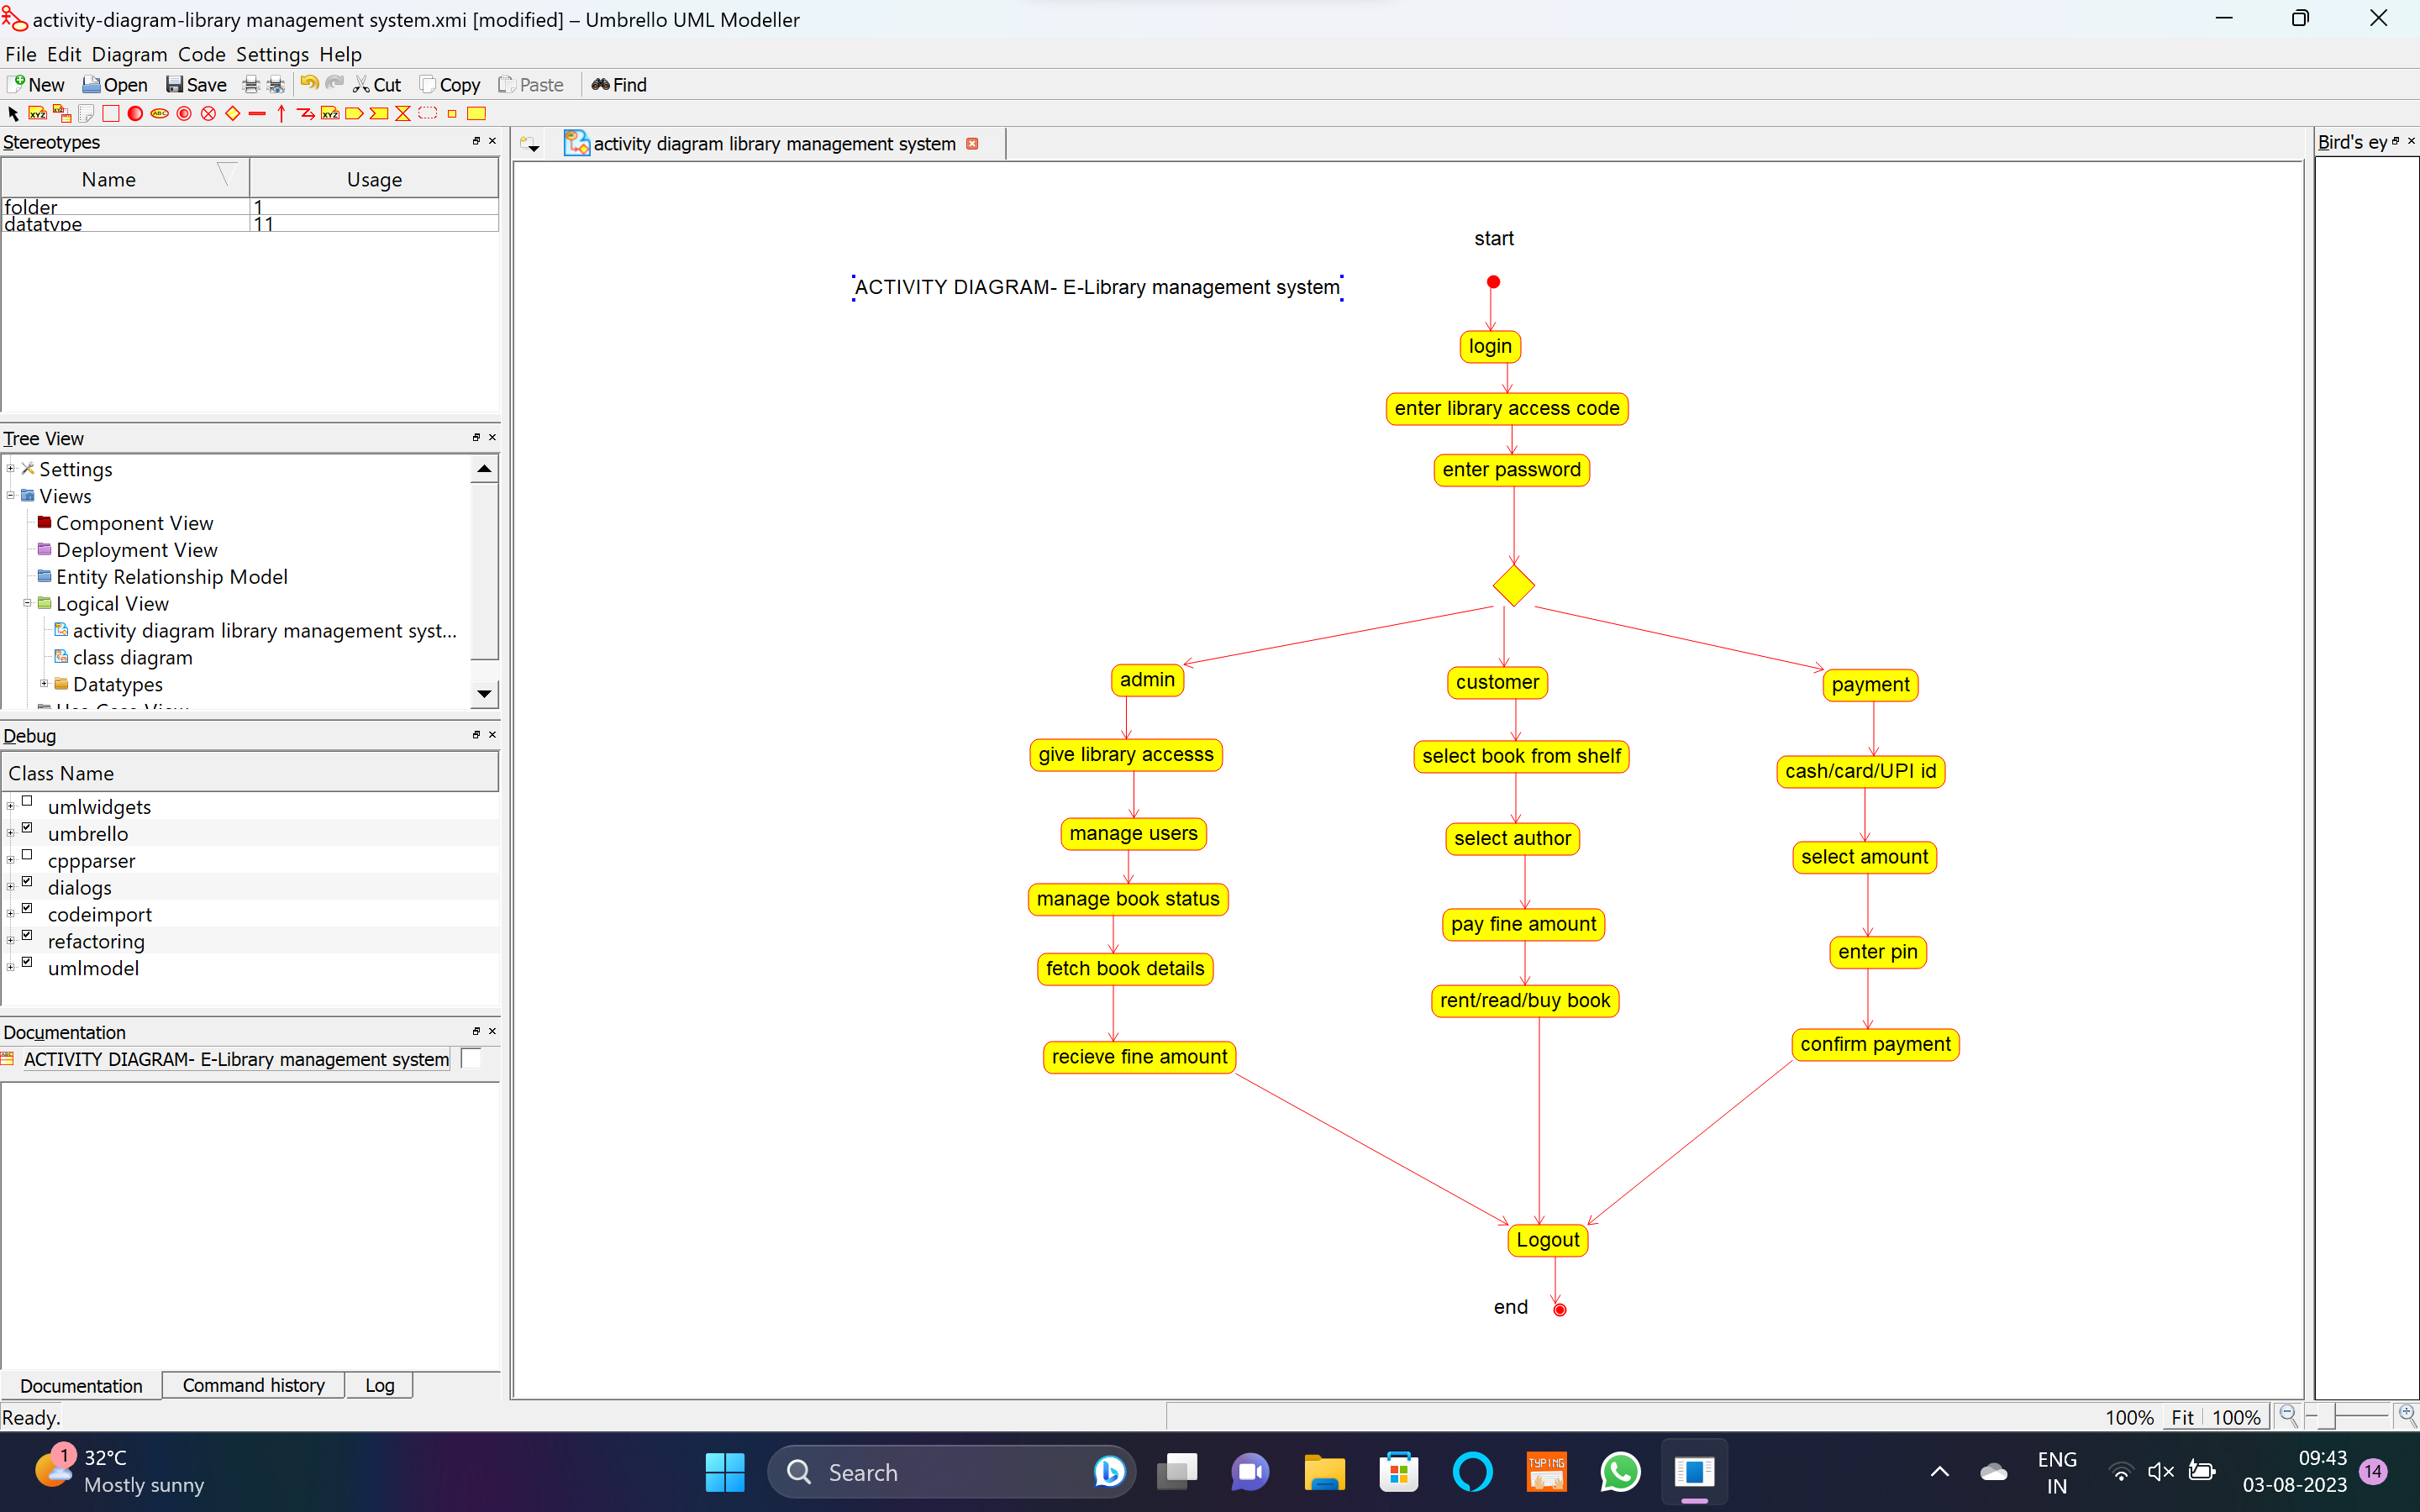 activity-diagram-library management system.xmi [modified] – Umbrello UML Modeller
File Edit Diagram Code Settings Help
New Open Save Cut Copy Paste Find
Stereotypes
Name Usage
folder 1
datatype 11
Tree View
Settings
Views
Component View
Deployment View
Entity Relationship Model
Logical View
activity diagram library management syst...
class diagram
Datatypes
Debug
Class Name
umlwidgets
umbrello
cppparser
dialogs
codeimport
refactoring
umlmodel
Documentation
ACTIVITY DIAGRAM- E-Library management system
Documentation Command history Log
Ready.
activity diagram library management system
Bird's ey
start
ACTIVITY DIAGRAM- E-Library management system
login
enter library access code
enter password
admin
customer
payment
give library accesss
select book from shelf
cash/card/UPI id
manage users
select author
select amount
manage book status
pay fine amount
enter pin
fetch book details
rent/read/buy book
confirm payment
recieve fine amount
Logout
end
100% Fit 100%
1
32°C
Mostly sunny
Search
TYPING
ENG
IN
09:43
03-08-2023
14